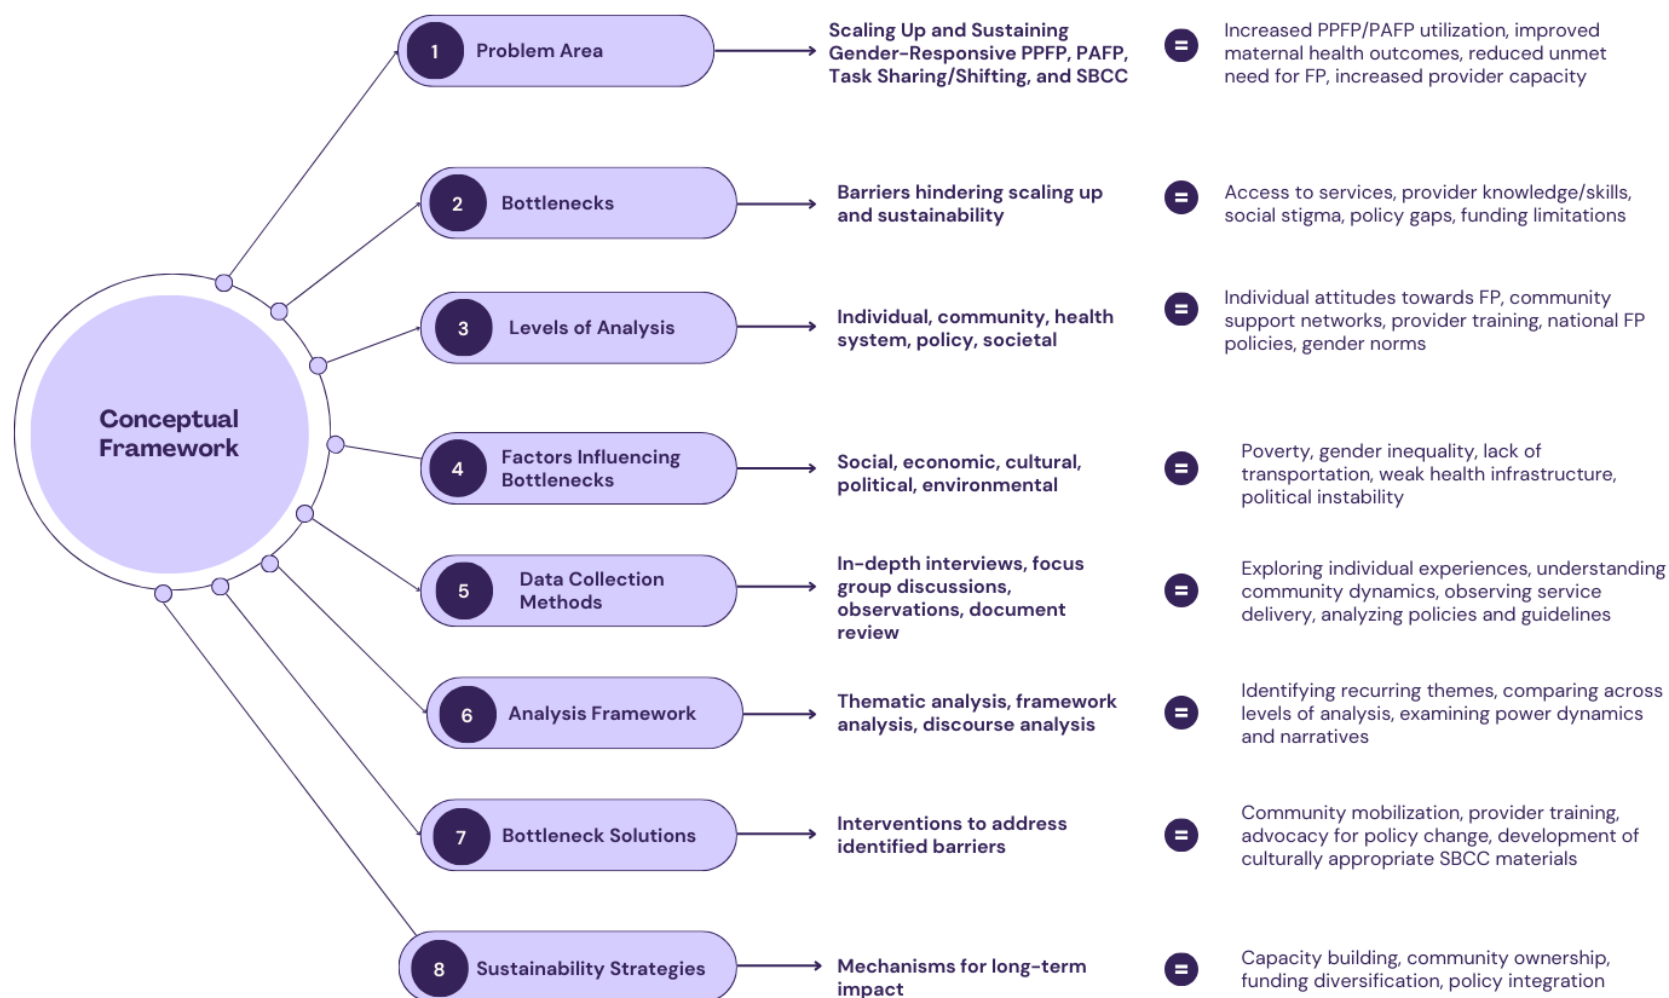 Conceptual
Framework
1
Problem Area
Scaling Up and Sustaining
Gender-Responsive PPFP, PAFP,
Task Sharing/Shifting, and SBCC
=
Increased PPFP/PAFP utilization, improved
maternal health outcomes, reduced unmet
need for FP, increased provider capacity
2
Bottlenecks
Barriers hindering scaling up
and sustainability
=
Access to services, provider knowledge/skills,
social stigma, policy gaps, funding limitations
3
Levels of Analysis
Individual, community, health
system, policy, societal
=
Individual attitudes towards FP, community
support networks, provider training, national FP
policies, gender norms
4
Factors Influencing
Bottlenecks
Social, economic, cultural,
political, environmental
=
Poverty, gender inequality, lack of
transportation, weak health infrastructure,
political instability
5
Data Collection
Methods
In-depth interviews, focus
group discussions,
observations, document
review
=
Exploring individual experiences, understanding
community dynamics, observing service
delivery, analyzing policies and guidelines
6
Analysis Framework
Thematic analysis, framework
analysis, discourse analysis
=
Identifying recurring themes, comparing across
levels of analysis, examining power dynamics
and narratives
7
Bottleneck Solutions
Interventions to address
identified barriers
=
Community mobilization, provider training,
advocacy for policy change, development of
culturally appropriate SBCC materials
8
Sustainability Strategies
Mechanisms for long-term
impact
=
Capacity building, community ownership,
funding diversification, policy integration